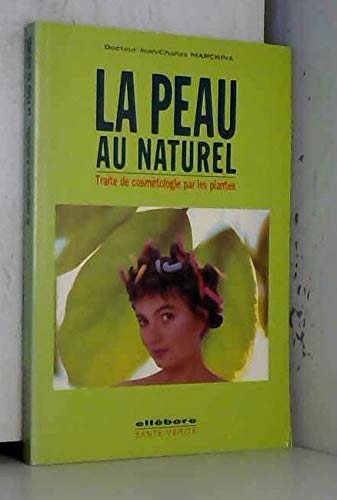 Docteur Jean-Charles MARCHINA
LA PEAU
AU NATUREL
Traité de cosmétologie par les plantes
ellébore
SANTÉ-VÉRITÉ